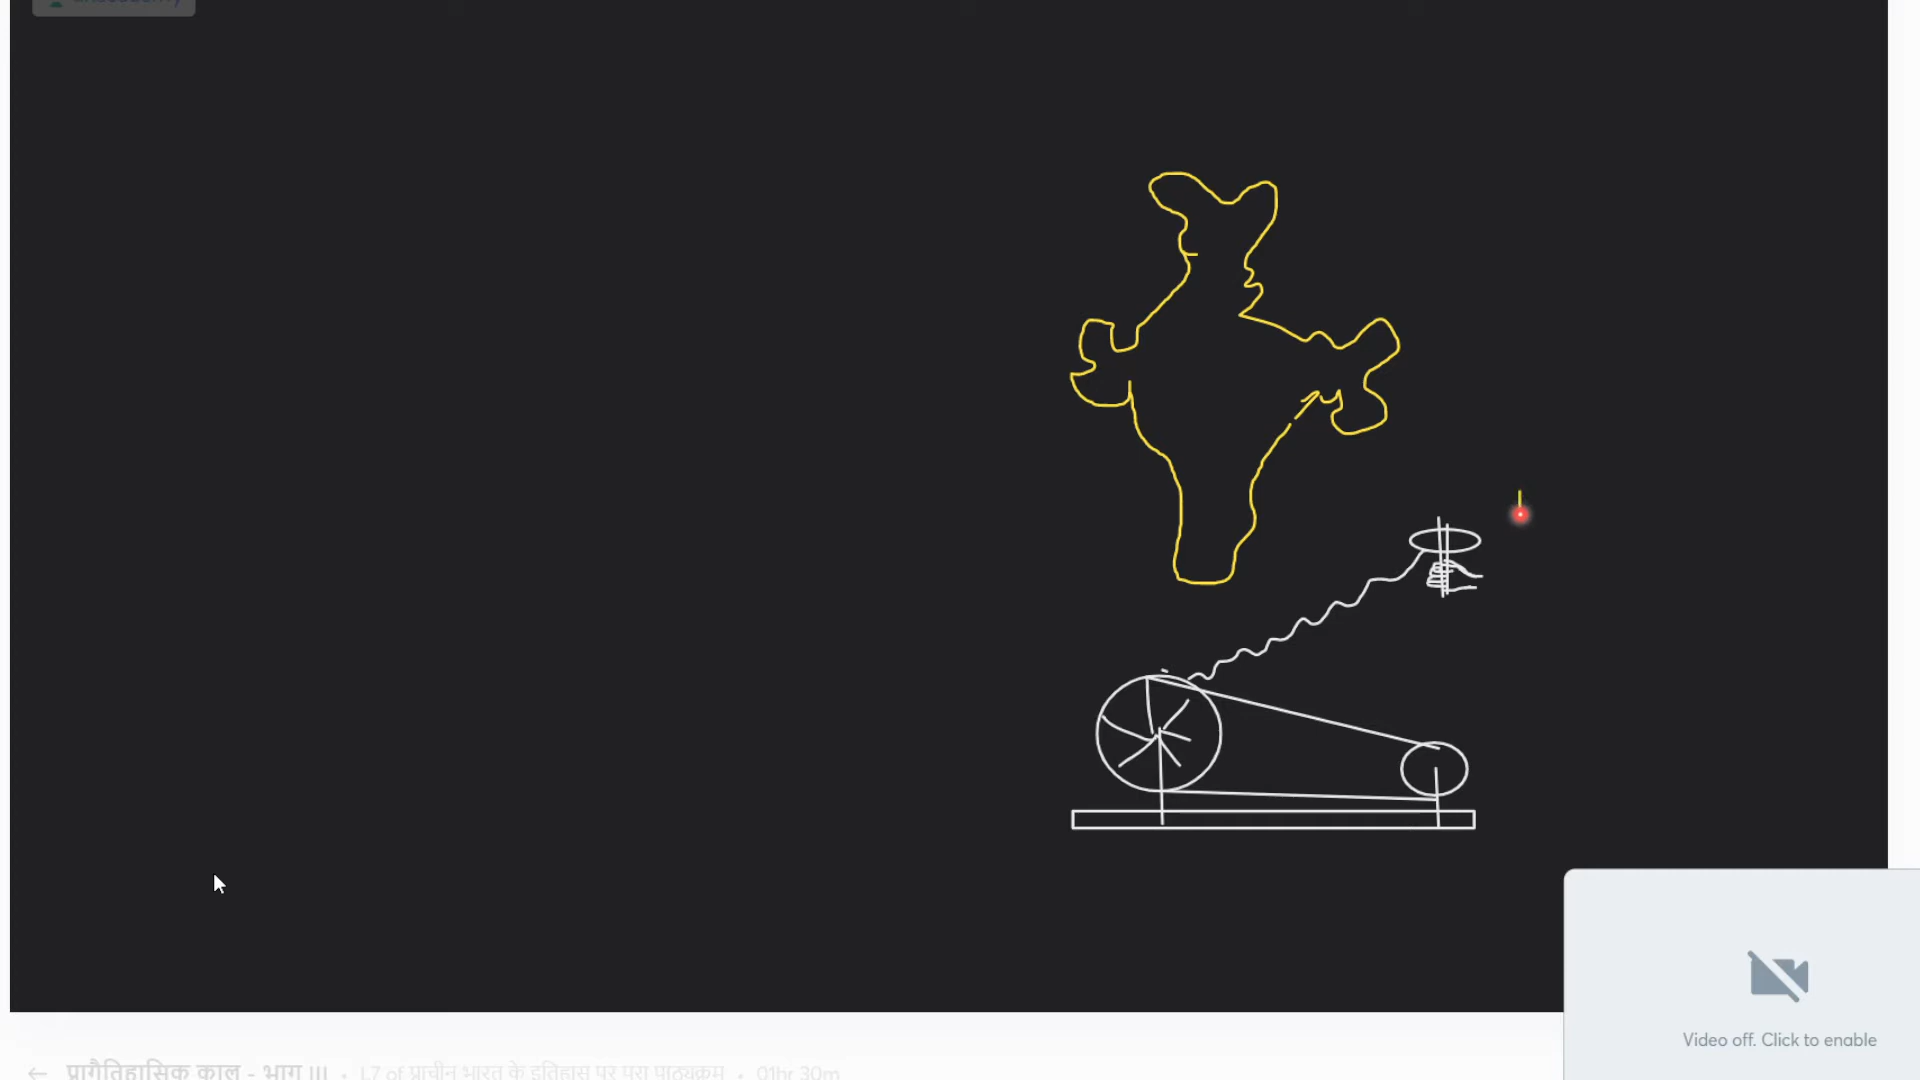 Video off. Click to enable
← प्रागैतिहासिक काल - भाग III • L7 of प्राचीन भारत के इतिहास पर पूरा पाठ्यक्रम • 01hr 30m